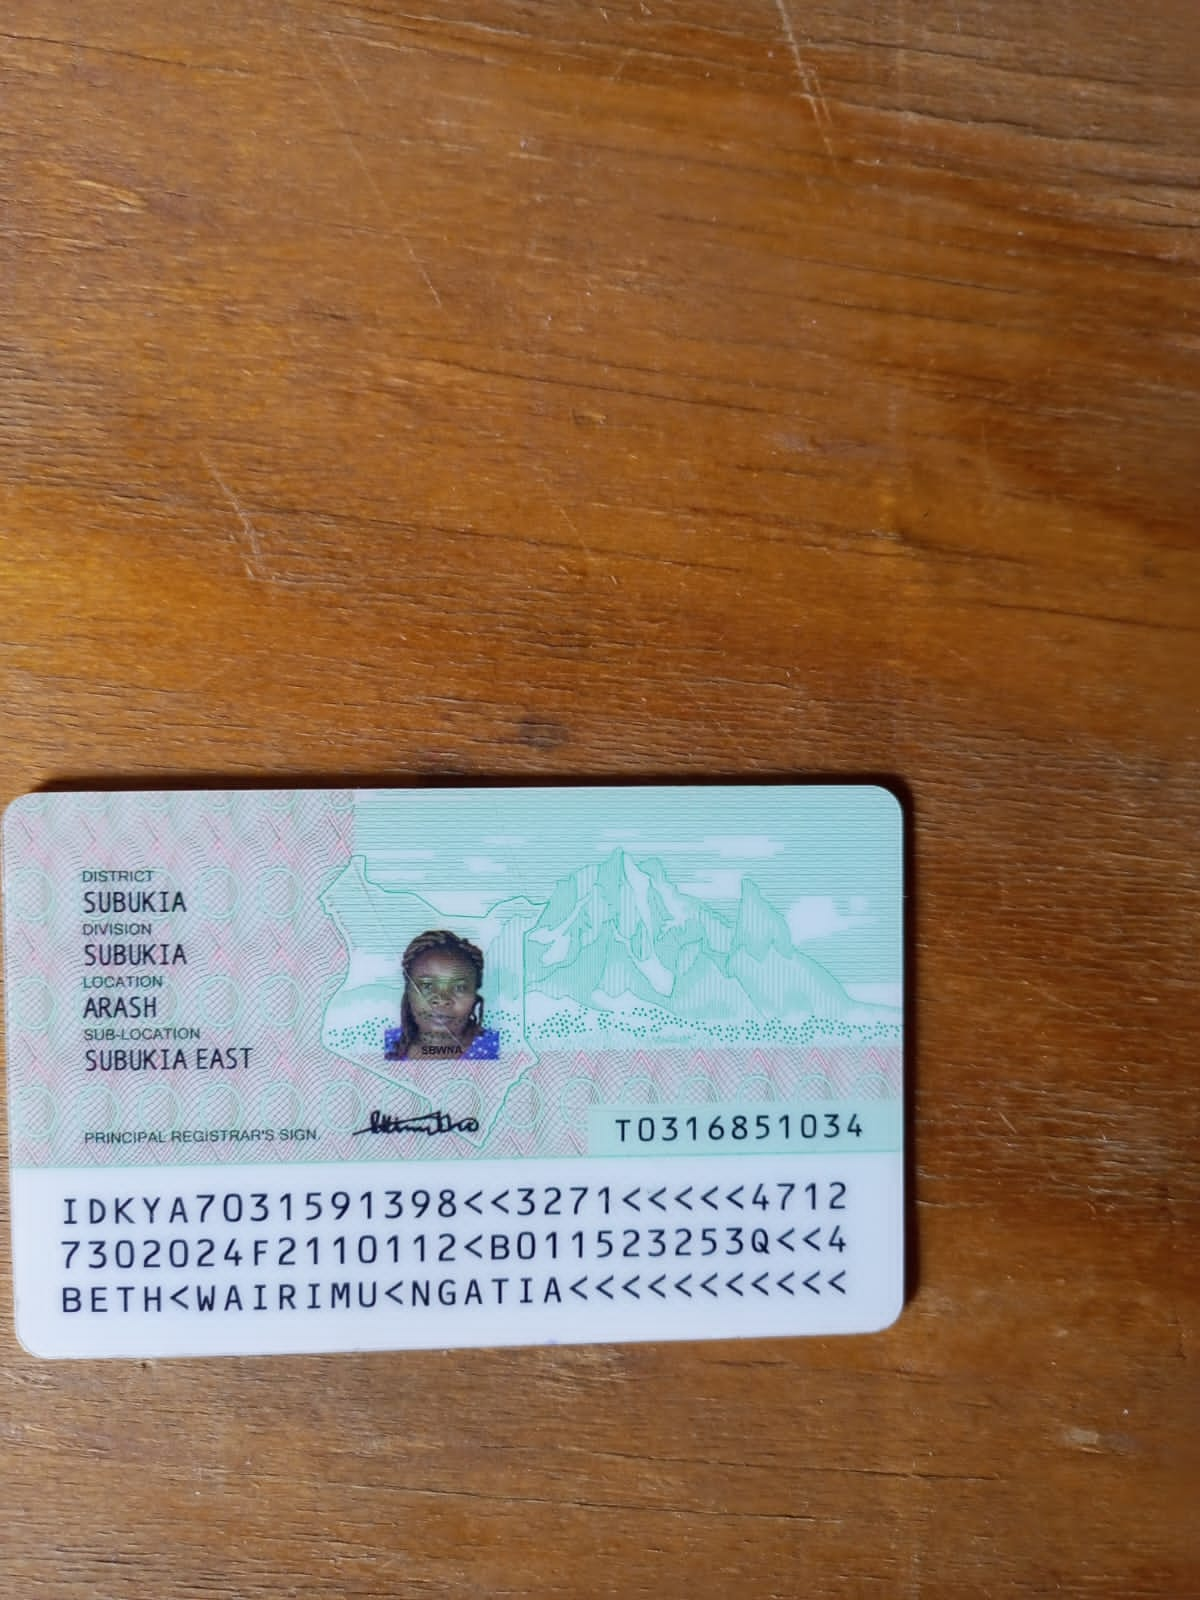 DISTRICT
SUBUKIA
DIVISION
SUBUKIA
LOCATION
ARASH
SUB-LOCATION
SUBUKIA EAST
SBWNA
PRINCIPAL REGISTRAR'S SIGN.
T0316851034
IDKYA7031591398<<3271<<<<<4712
7302024F2110112<B011523253Q<<4
BETH<WAIRIMU<NGATIA<<<<<<<<<<<